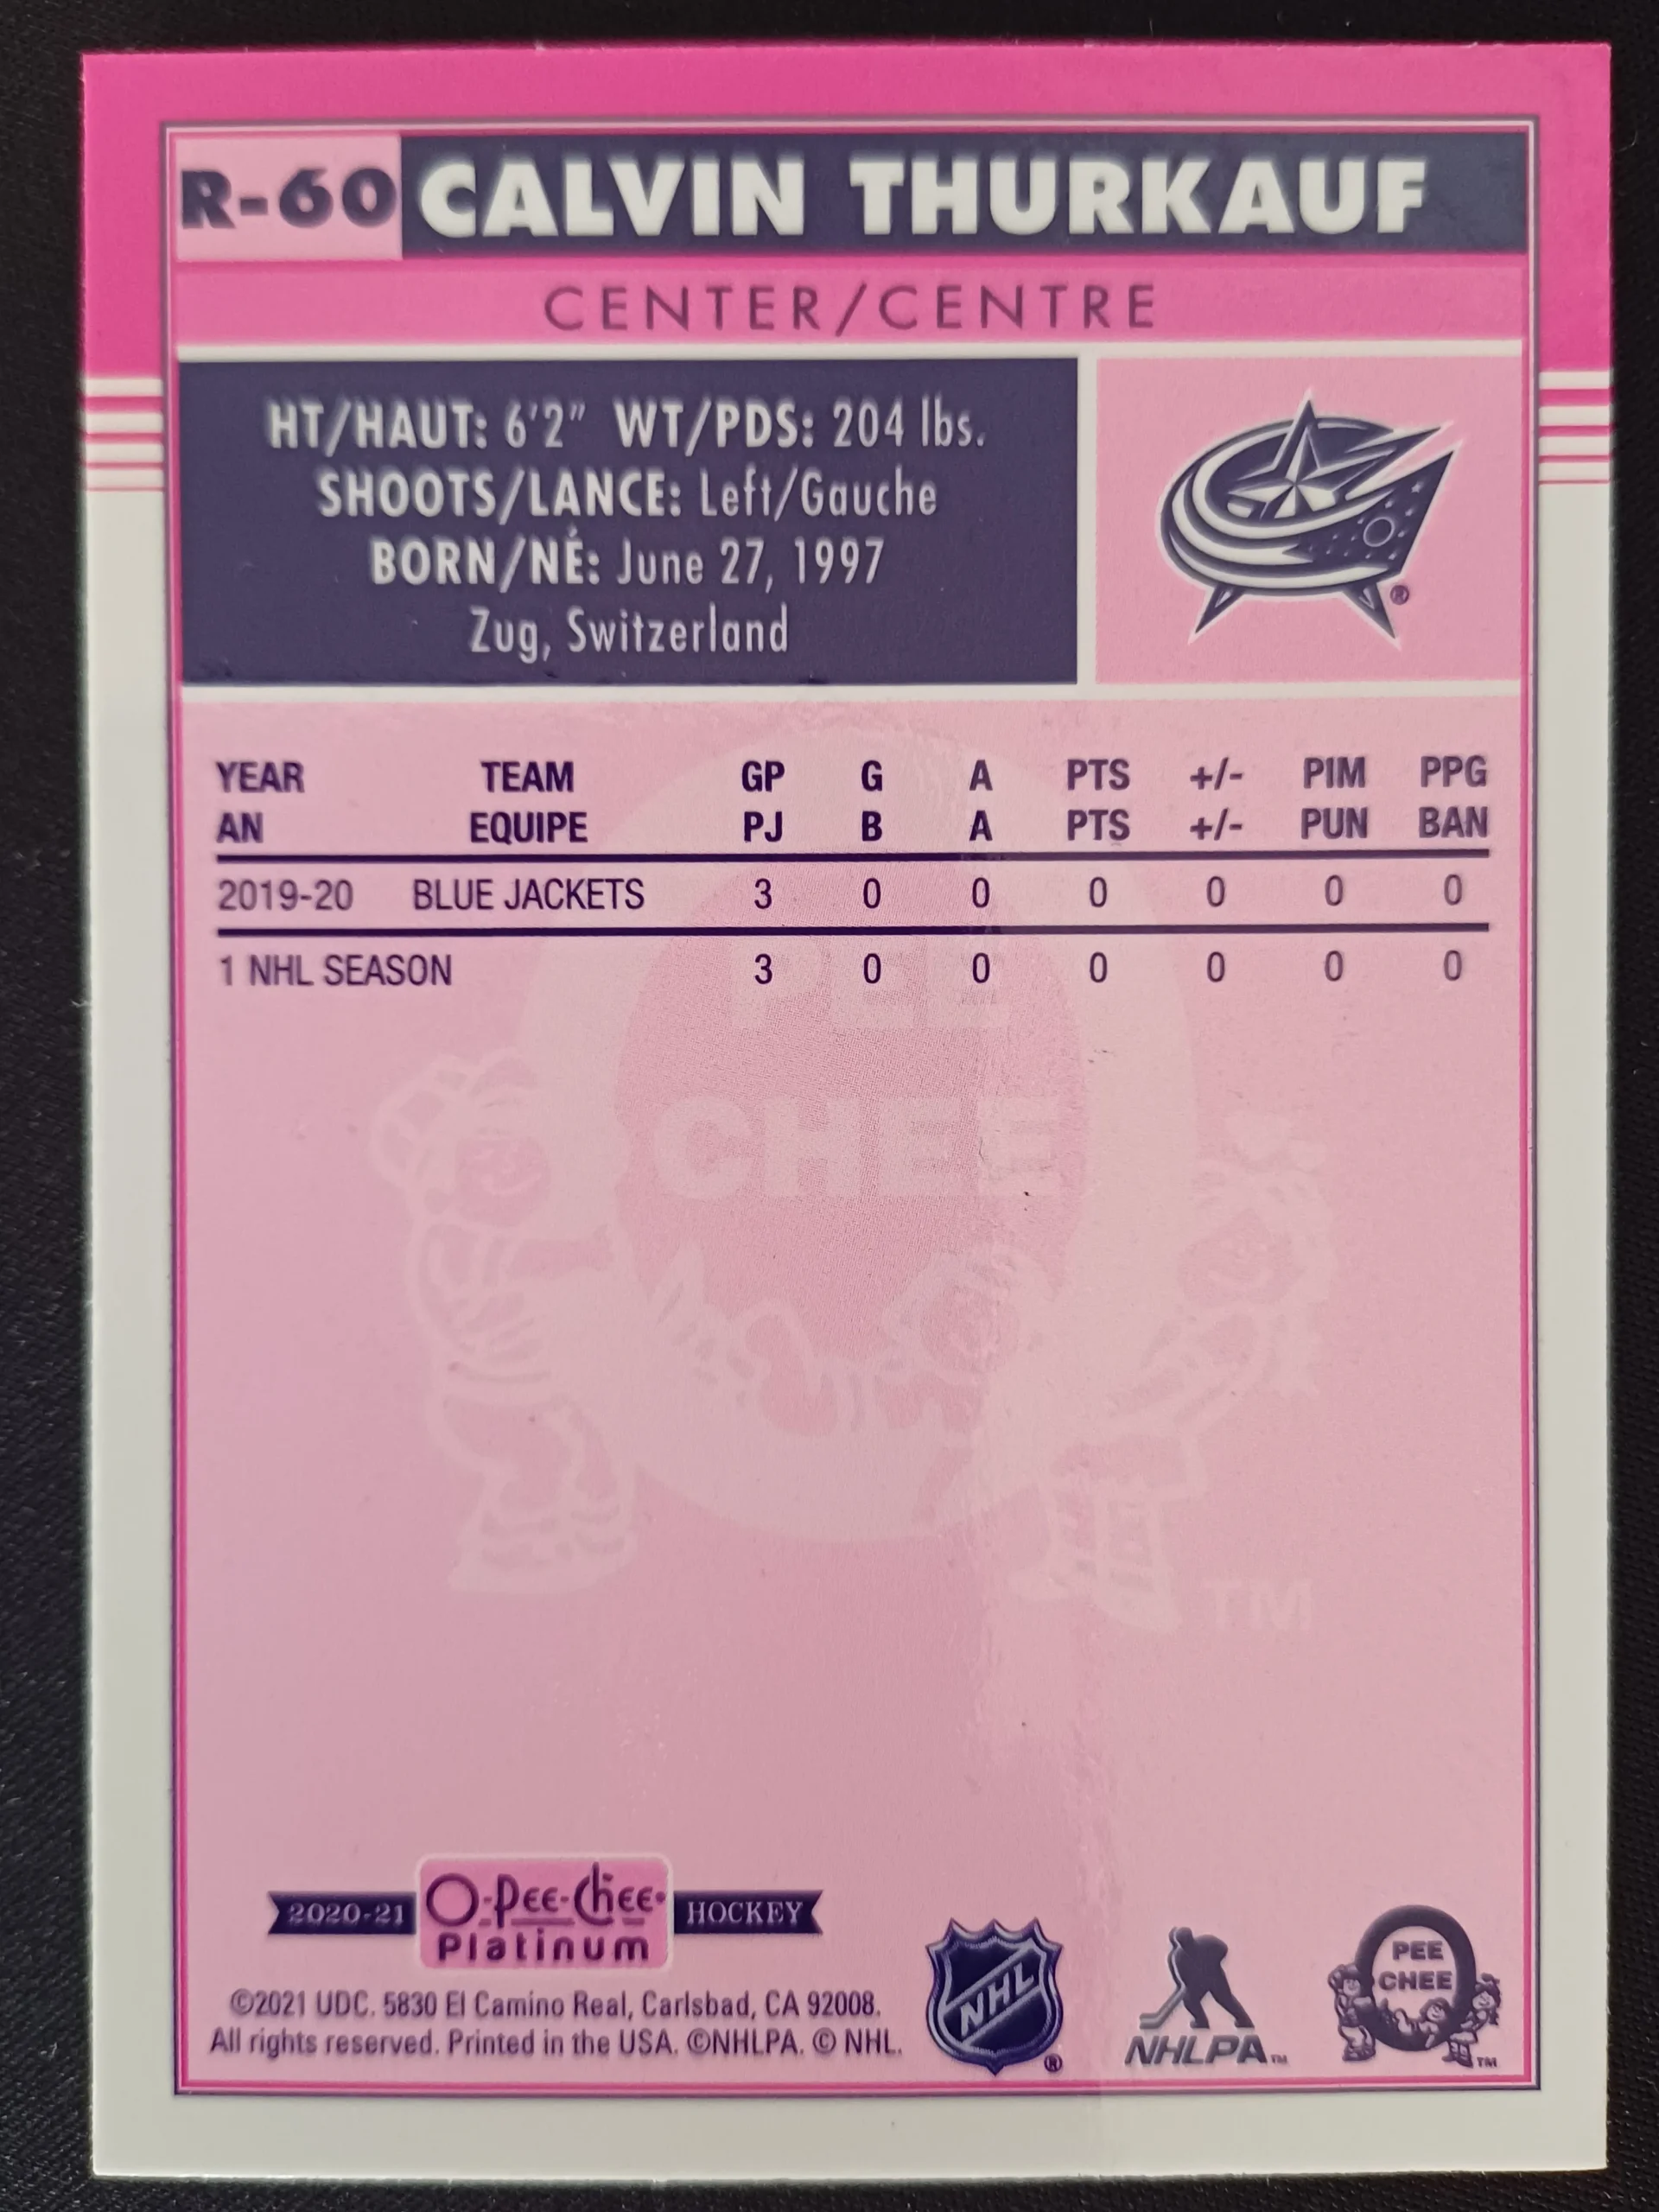 R-60 CALVIN THURKAUF
CENTER/CENTRE
HT/HAUT: 6'2" WT/PDS: 204 lbs.
SHOOTS/LANCE: Left/Gauche
BORN/NÉ: June 27, 1997
Zug, Switzerland
®
YEAR TEAM GP G A PTS +/- PIM PPG
AN EQUIPE PJ B A PTS +/- PUN BAN
2019-20 BLUE JACKETS 3 0 0 0 0 0 0
1 NHL SEASON 3 0 0 0 0 0 0
PEE
CHEE
TM
2020-21 O-Pee-Chee HOCKEY
Platinum
©2021 UDC. 5830 El Camino Real, Carlsbad, CA 92008.
All rights reserved. Printed in the USA. ©NHLPA. © NHL.
NHL ®
NHLPA TM
PEE
CHEE
TM